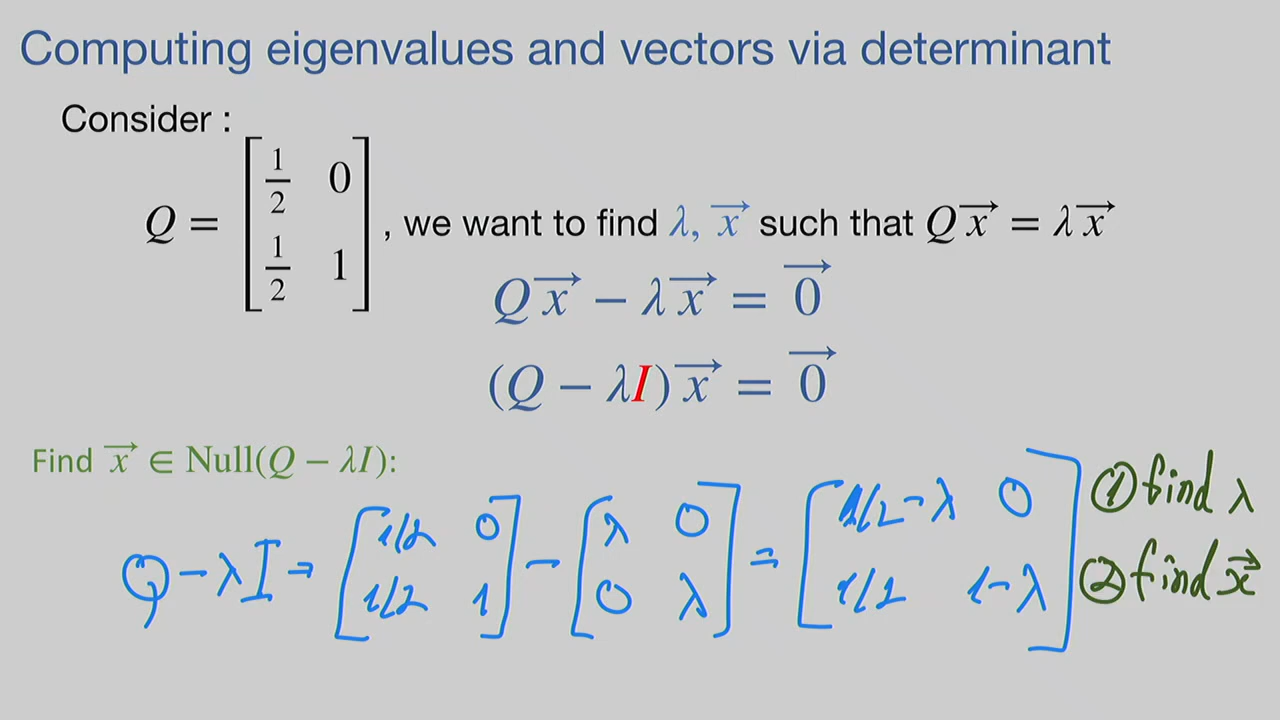 Computing eigenvalues and vectors via determinant
Consider :
Q = [1/2 0; 1/2 1], we want to find λ, x⃗ such that Qx⃗ = λx⃗
Qx⃗ − λx⃗ = 0⃗
(Q − λI)x⃗ = 0⃗
Find x⃗ ∈ Null(Q − λI):
Q − λI = [1/2 0; 1/2 1] − [λ 0; 0 λ] = [1/2 − λ 0; 1/2 1 − λ]
① find λ
② find x⃗